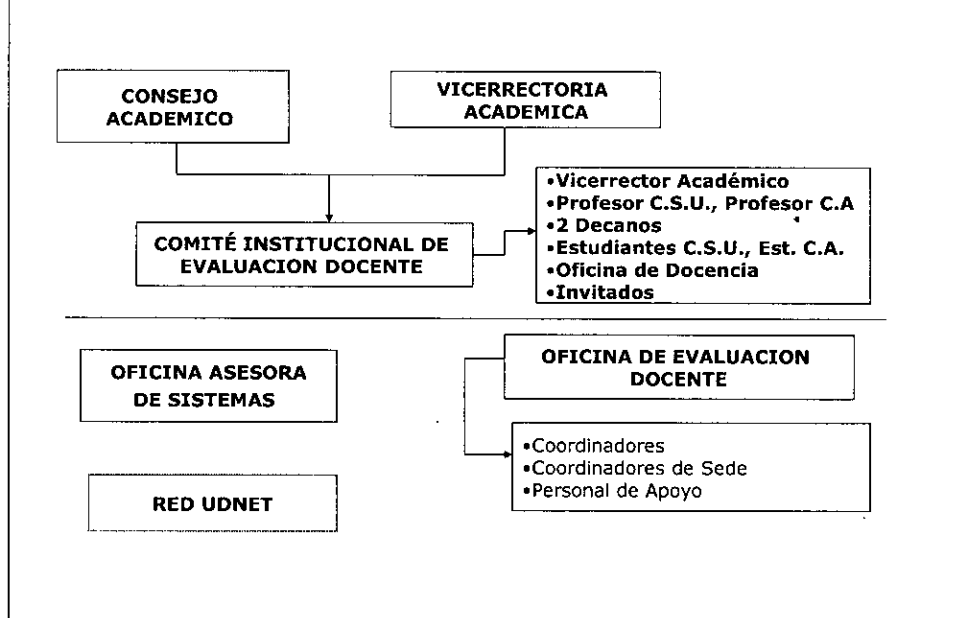 CONSEJO
ACADEMICO
VICERRECTORIA
ACADEMICA
COMITÉ INSTITUCIONAL DE
EVALUACION DOCENTE
•Vicerrector Académico
•Profesor C.S.U., Profesor C.A
•2 Decanos
•Estudiantes C.S.U., Est. C.A.
•Oficina de Docencia
•Invitados
OFICINA ASESORA
DE SISTEMAS
OFICINA DE EVALUACION
DOCENTE
•Coordinadores
•Coordinadores de Sede
•Personal de Apoyo
RED UDNET